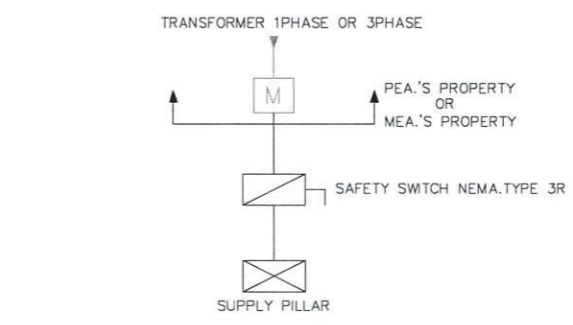 TRANSFORMER 1PHASE OR 3PHASE
M
PEA.'S PROPERTY
OR
MEA.'S PROPERTY
SAFETY SWITCH NEMA.TYPE 3R
SUPPLY PILLAR